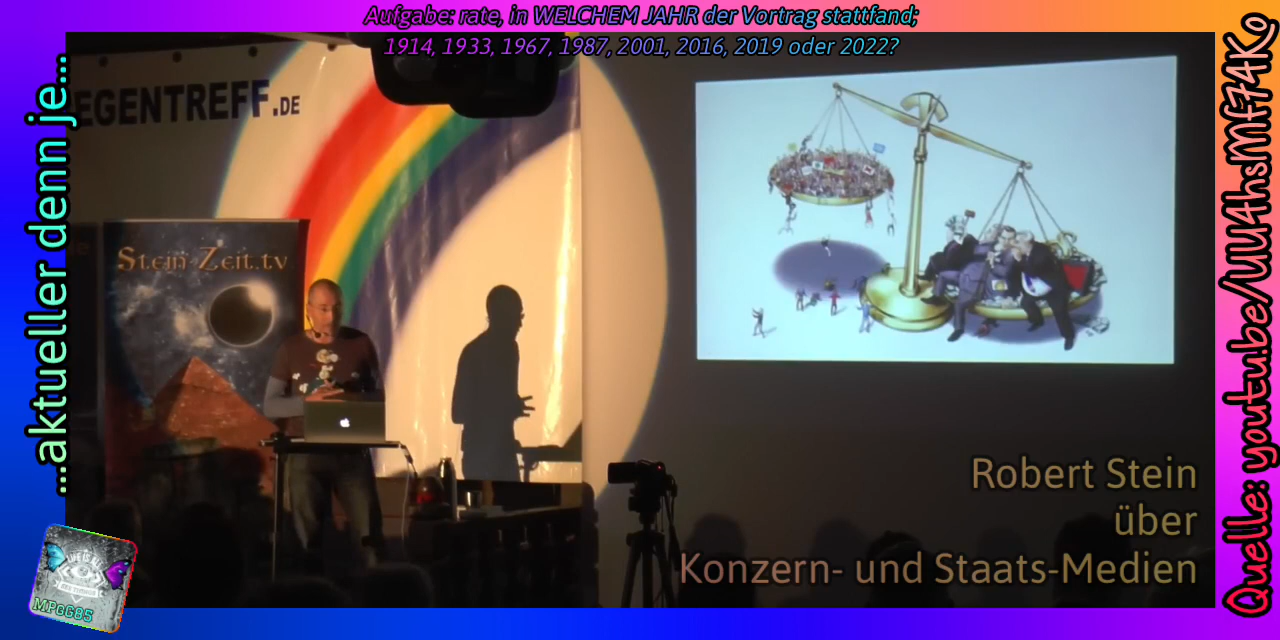 Aufgabe: rate, in WELCHEM JAHR der Vortrag stattfand;
1914, 1933, 1967, 1987, 2001, 2016, 2019 oder 2022?
...aktueller denn je...
EGENTREFF.DE
Stein-Zeit.tv
Robert Stein
über
Konzern- und Staats-Medien
MPGG85
Quelle: youtube/UU4hsMf74Ko